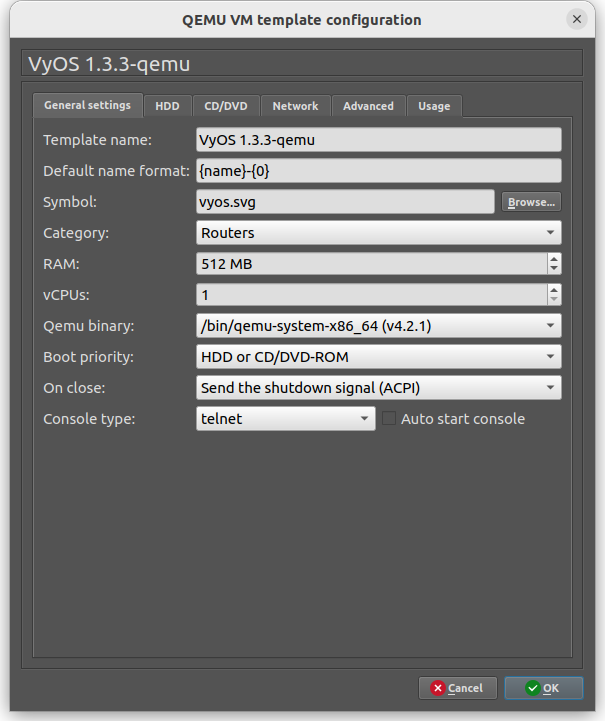 QEMU VM template configuration
VyOS 1.3.3-qemu
General settings HDD CD/DVD Network Advanced Usage
Template name: VyOS 1.3.3-qemu
Default name format: {name}-{0}
Symbol: vyos.svg Browse...
Category: Routers
RAM: 512 MB
vCPUs: 1
Qemu binary: /bin/qemu-system-x86_64 (v4.2.1)
Boot priority: HDD or CD/DVD-ROM
On close: Send the shutdown signal (ACPI)
Console type: telnet Auto start console
Cancel OK